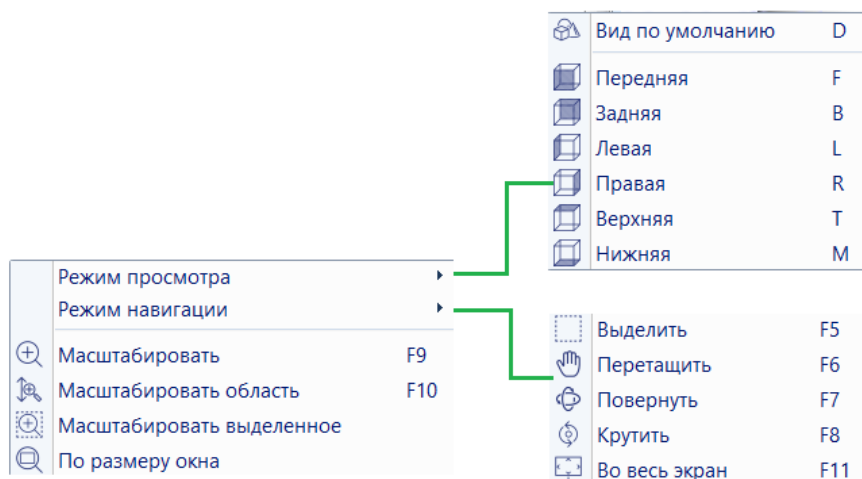 Режим просмотра
Режим навигации
Масштабировать F9
Масштабировать область F10
Масштабировать выделенное
По размеру окна
Вид по умолчанию D
Передняя F
Задняя B
Левая L
Правая R
Верхняя T
Нижняя M
Выделить F5
Перетащить F6
Повернуть F7
Крутить F8
Во весь экран F11